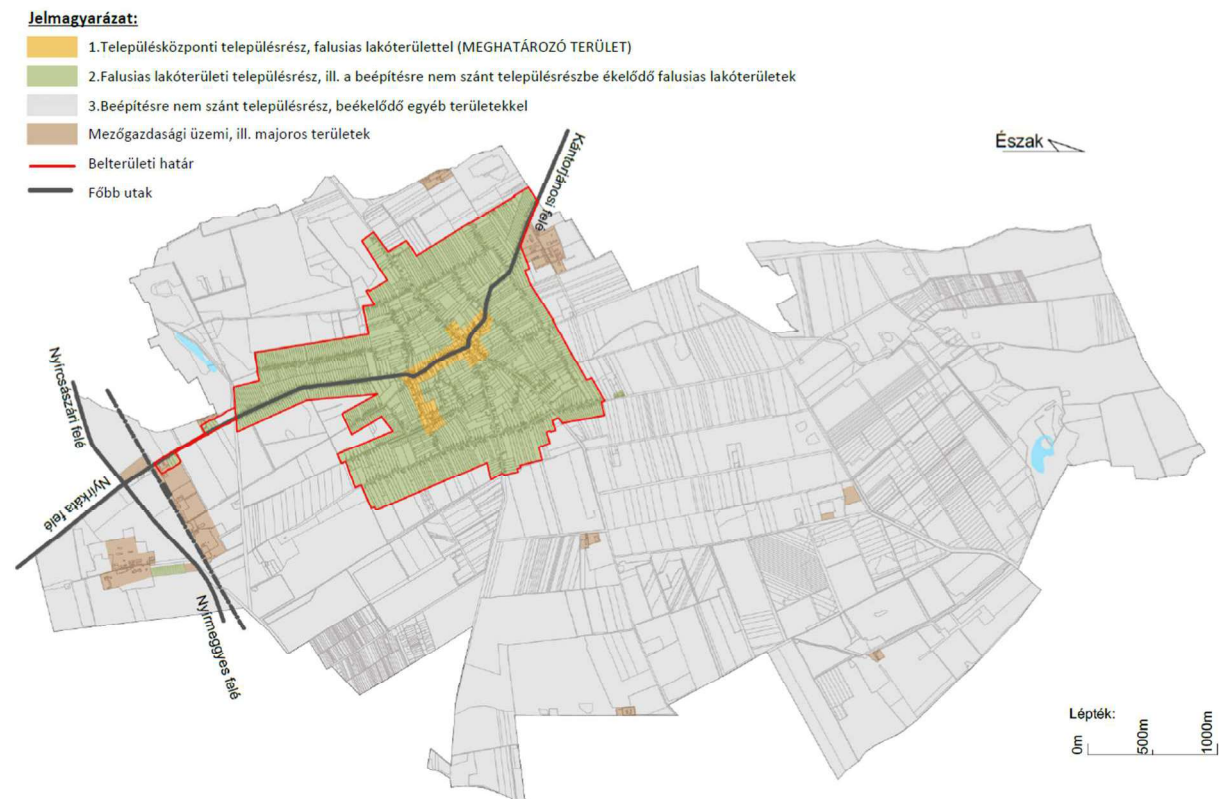 Jelmagyarázat:
1.Településközponti településrész, falusias lakóterülettel (MEGHATÁROZÓ TERÜLET)
2.Falusias lakóterületi településrész, ill. a beépítésre nem szánt településrészbe ékelődő falusias lakóterületek
3.Beépítésre nem szánt településrész, beékelődő egyéb területekkel
Mezőgazdasági üzemi, ill. majoros területek
Belterületi határ
Főbb utak
Észak
Kántorjánosi felé
Nyírcsászári felé
Nyírkáta felé
Nyírmeggyes falé
Lépték:
0m
500m
1000m